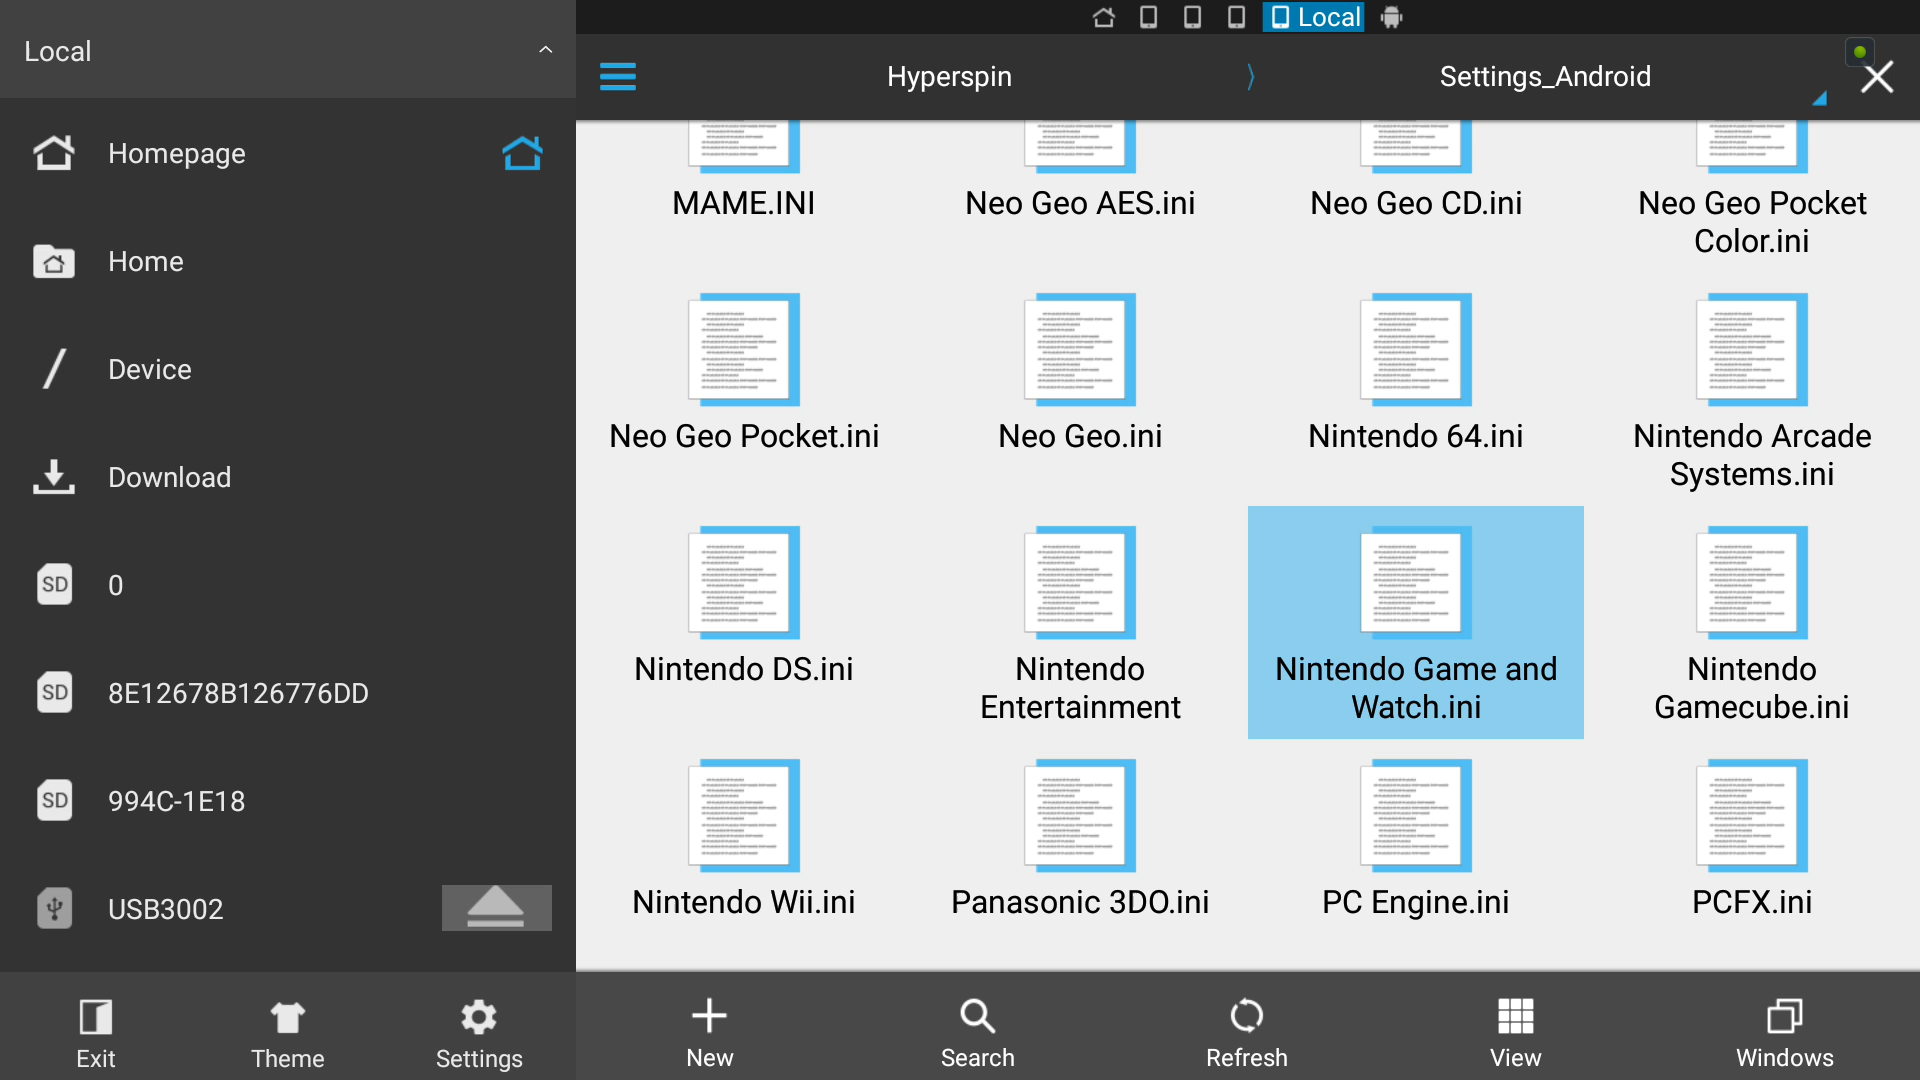 Local
Homepage
Home
Device
Download
SD 0
SD 8E12678B126776DD
SD 994C-1E18
USB3002
Exit
Theme
Settings
Local
Hyperspin
Settings_Android
MAME.INI
Neo Geo AES.ini
Neo Geo CD.ini
Neo Geo Pocket
Color.ini
Neo Geo Pocket.ini
Neo Geo.ini
Nintendo 64.ini
Nintendo Arcade
Systems.ini
Nintendo DS.ini
Nintendo
Entertainment
Nintendo Game and
Watch.ini
Nintendo
Gamecube.ini
Nintendo Wii.ini
Panasonic 3DO.ini
PC Engine.ini
PCFX.ini
New
Search
Refresh
View
Windows